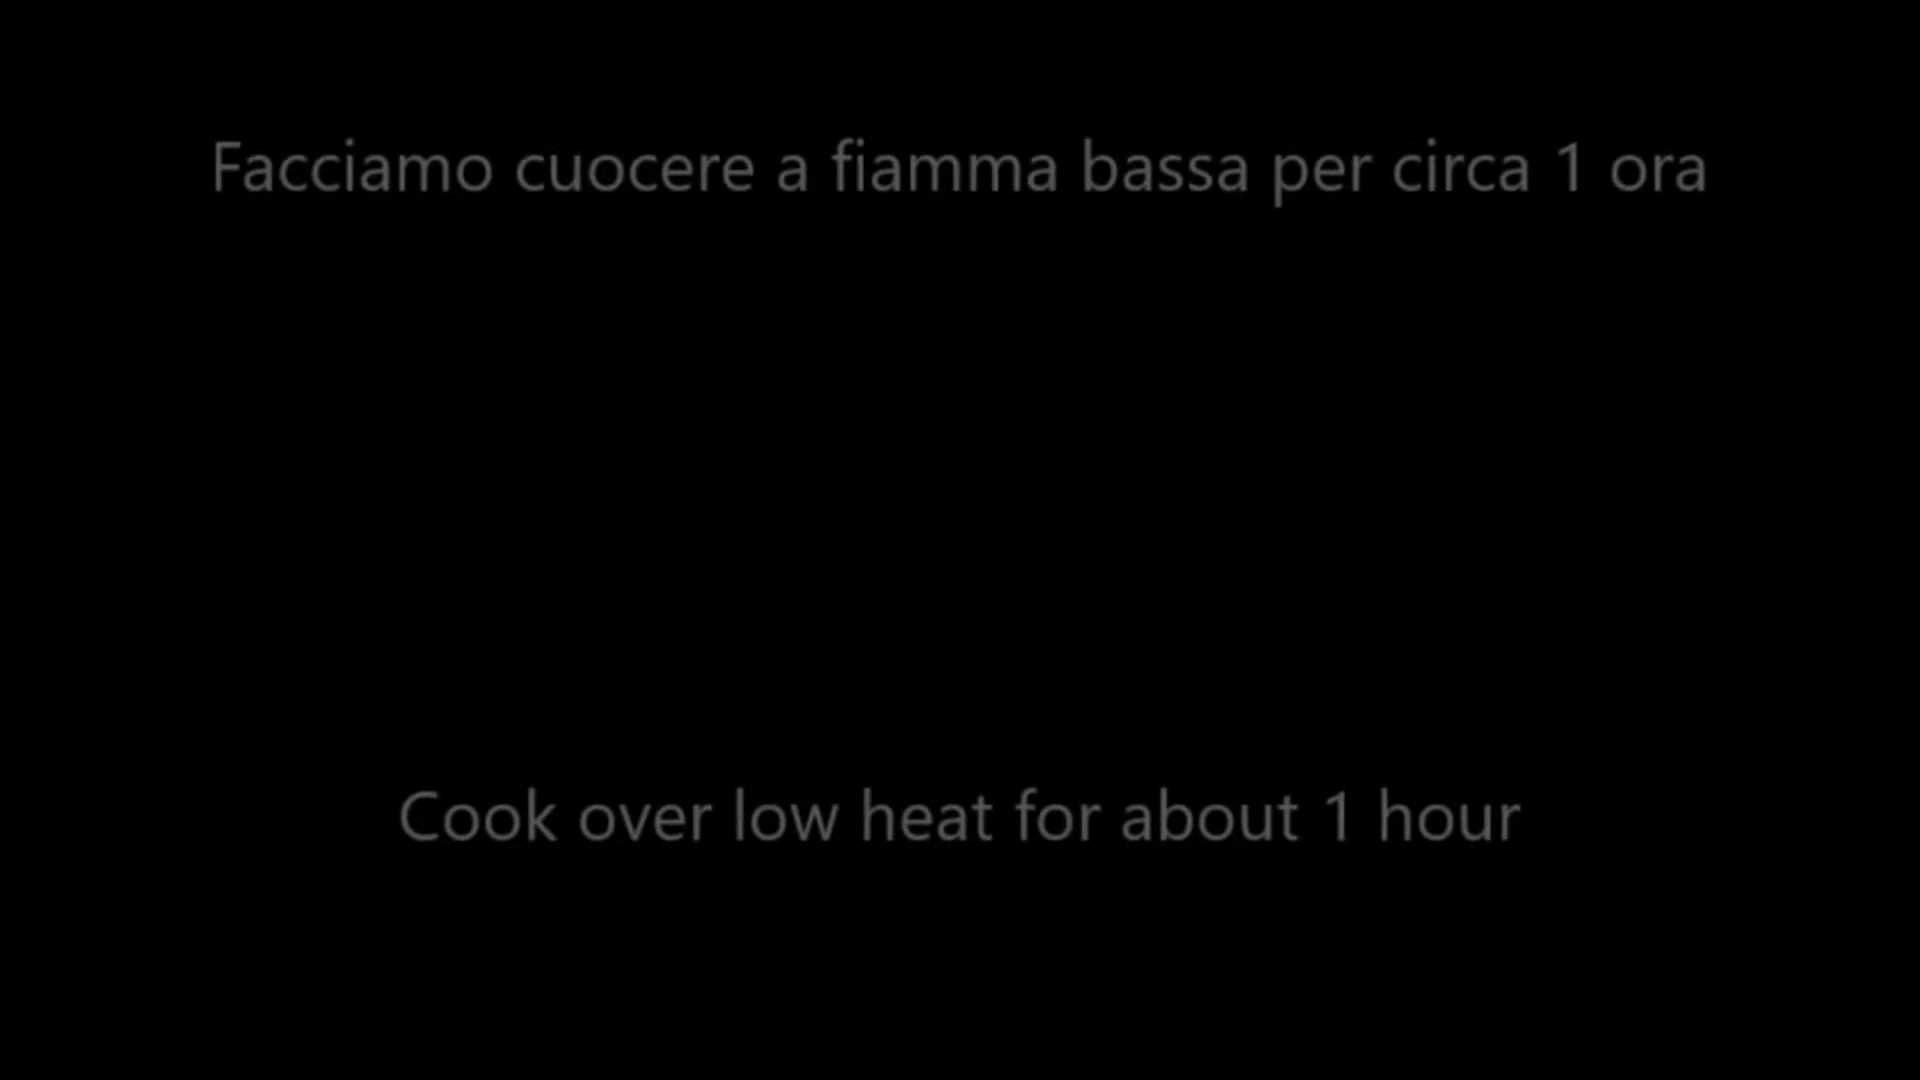 Facciamo cuocere a fiamma bassa per circa 1 ora
Cook over low heat for about 1 hour